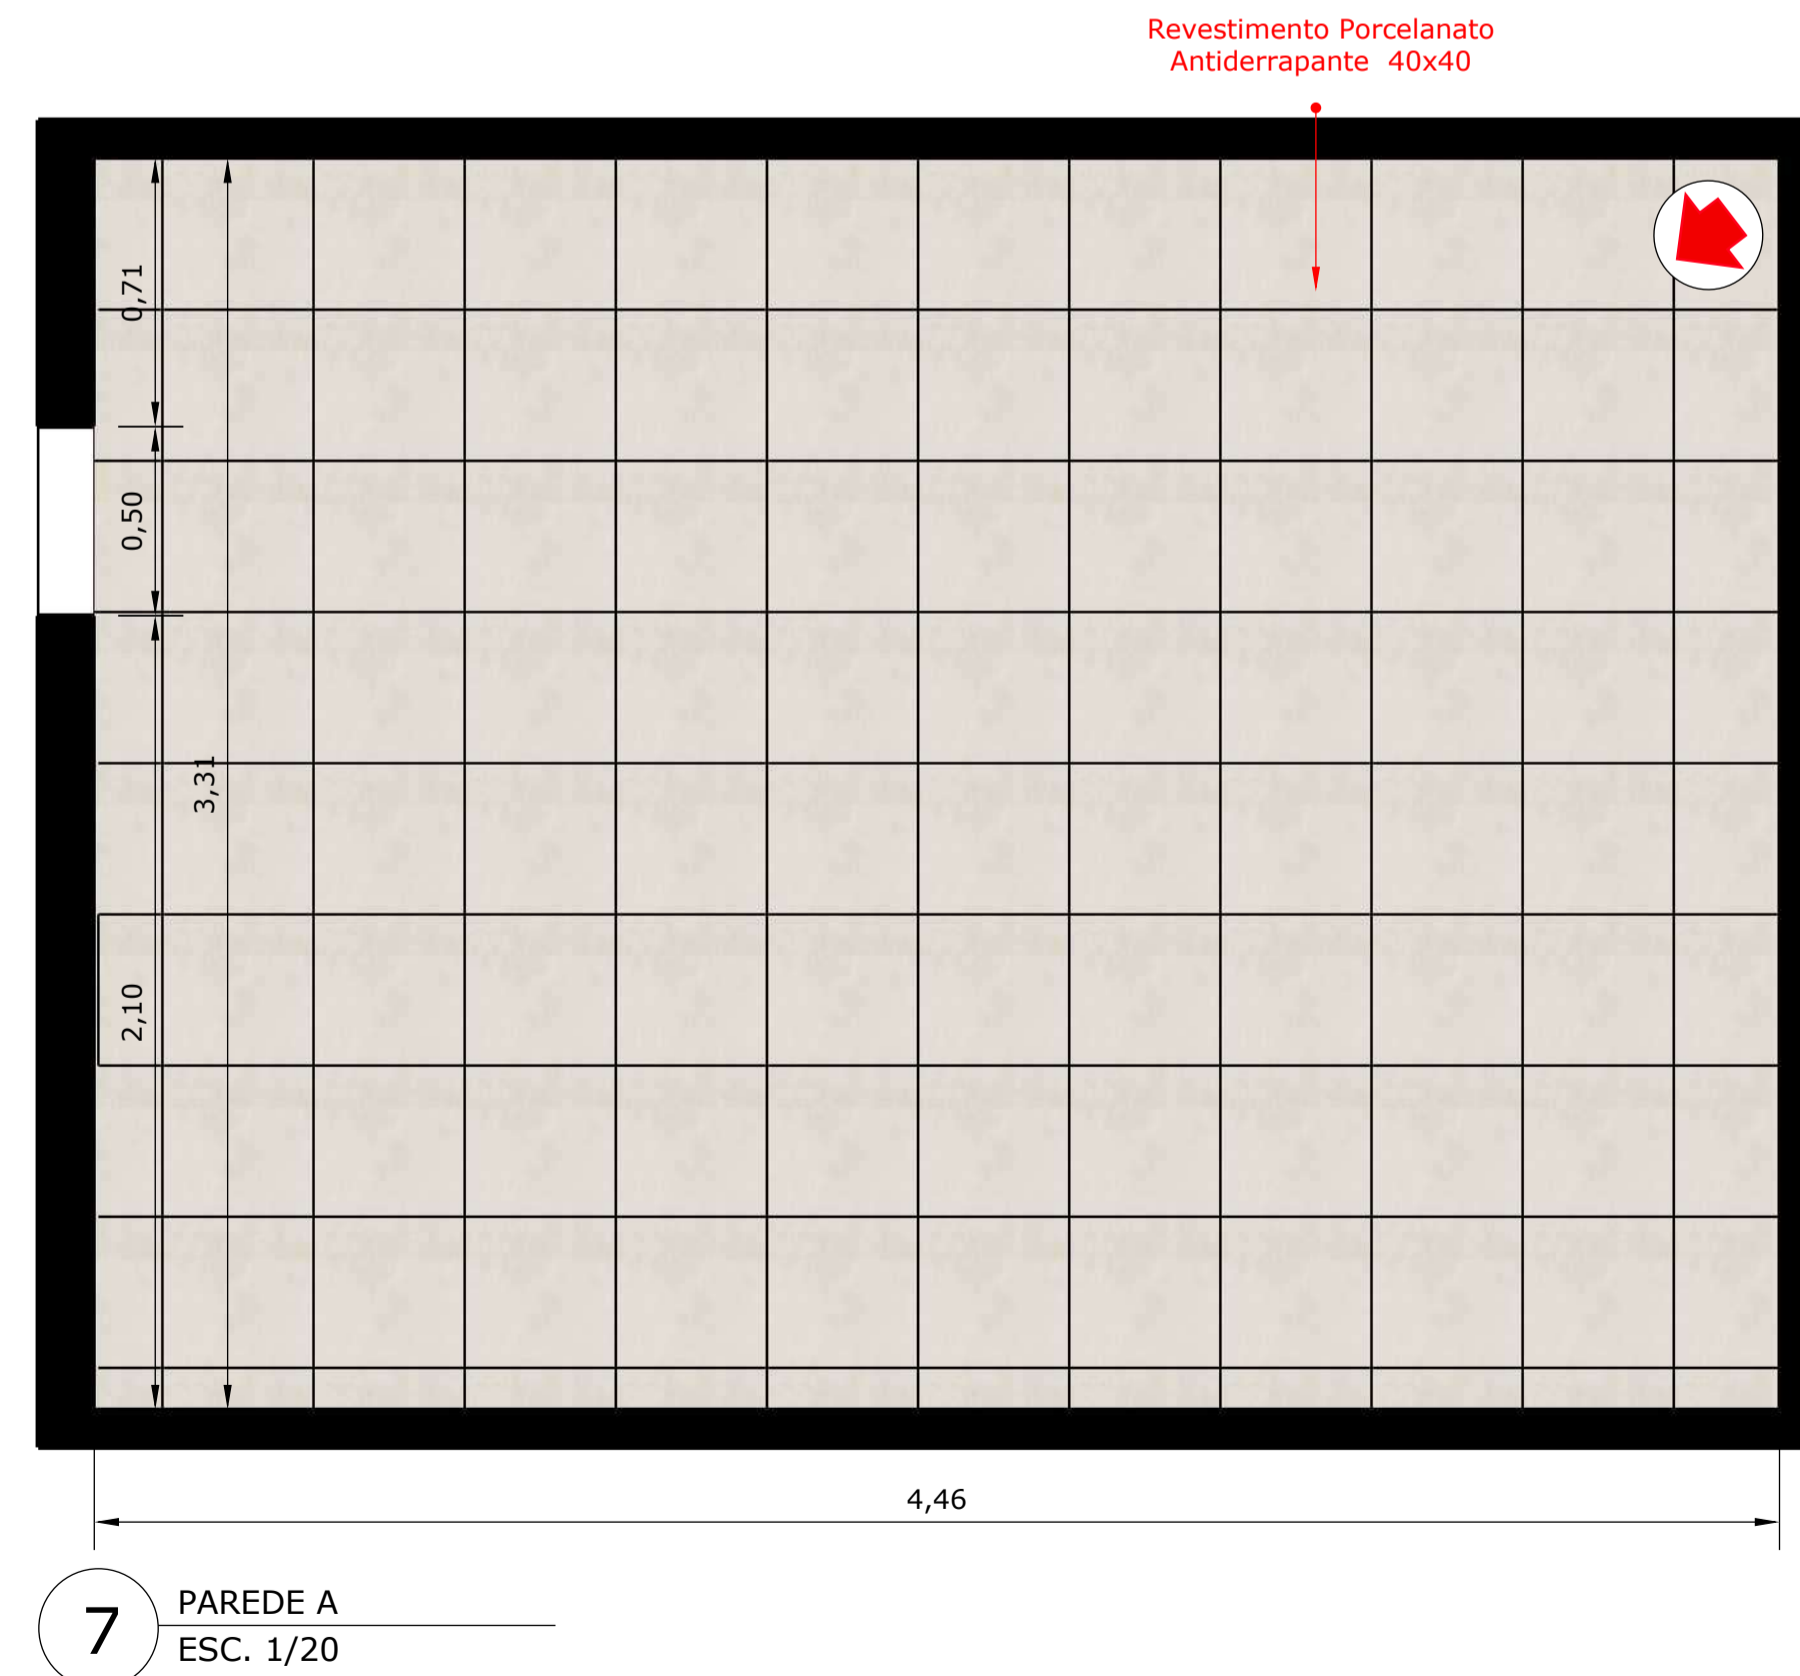 Revestimento Porcelanato
Antiderrapante 40x40
0,71
0,50
3,31
2,10
4,46
7
PAREDE A
ESC. 1/20